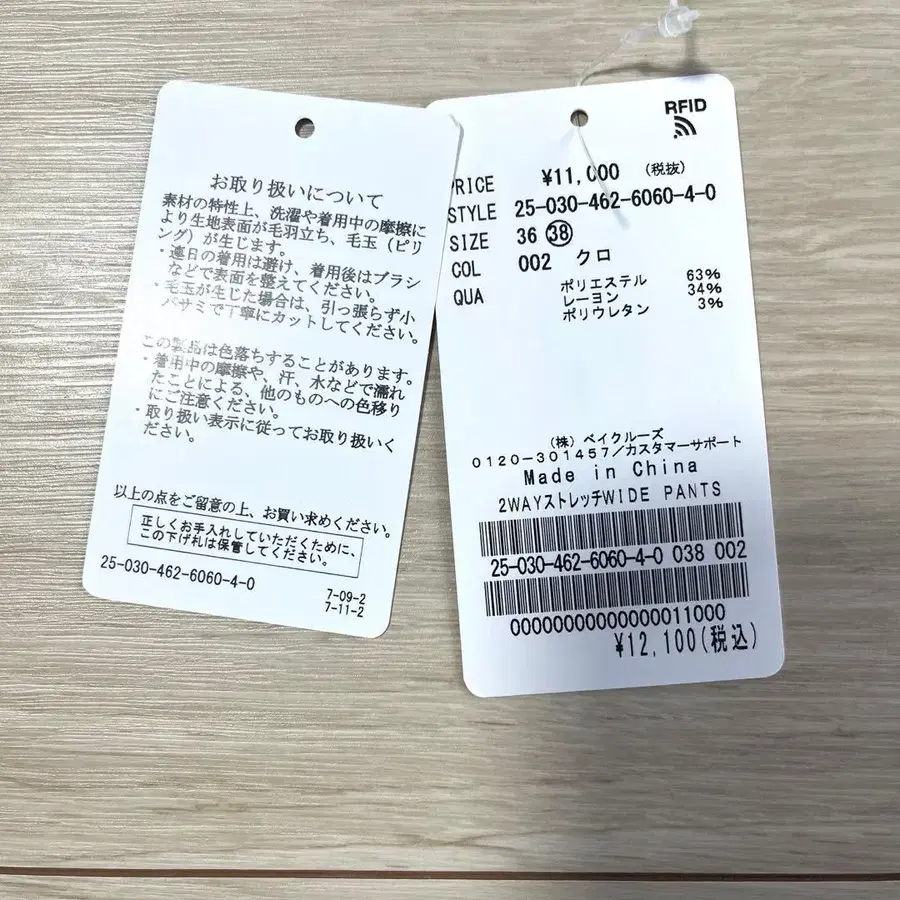 お取り扱いについて
素材の特性上、洗濯や着用中の摩擦に
より生地表面が毛羽立ち、毛玉（ピリ
ング）が生じます。
・連日の着用は避け、着用後はブラシ
などで表面を整えてください。
・毛玉が生じた場合は、引っ張らず小
バサミで丁寧にカットしてください。
この製品は色落ちすることがあります。
・着用中の摩擦や、汗、水などで濡れ
たことによる、他のものへの色移り
にご注意ください。
・取り扱い表示に従ってお取り扱いく
ださい。
以上の点をご留意の上、お買い求めください。
正しくお手入れしていただくために、
この下げ札は保管してください。
25-030-462-6060-4-0
7-09-2
7-11-2
RFID
PRICE ¥11,000 (税抜)
STYLE 25-030-462-6060-4-0
SIZE 36 38
COL 002 クロ
QUA ポリエステル 63%
レーヨン 34%
ポリウレタン 3%
（株）ベイクルーズ
0120-301457/カスタマーサポート
Made in China
2WAYストレッチWIDE PANTS
25-030-462-6060-4-0 038 002
00000000000000011000
¥12,100(税込)